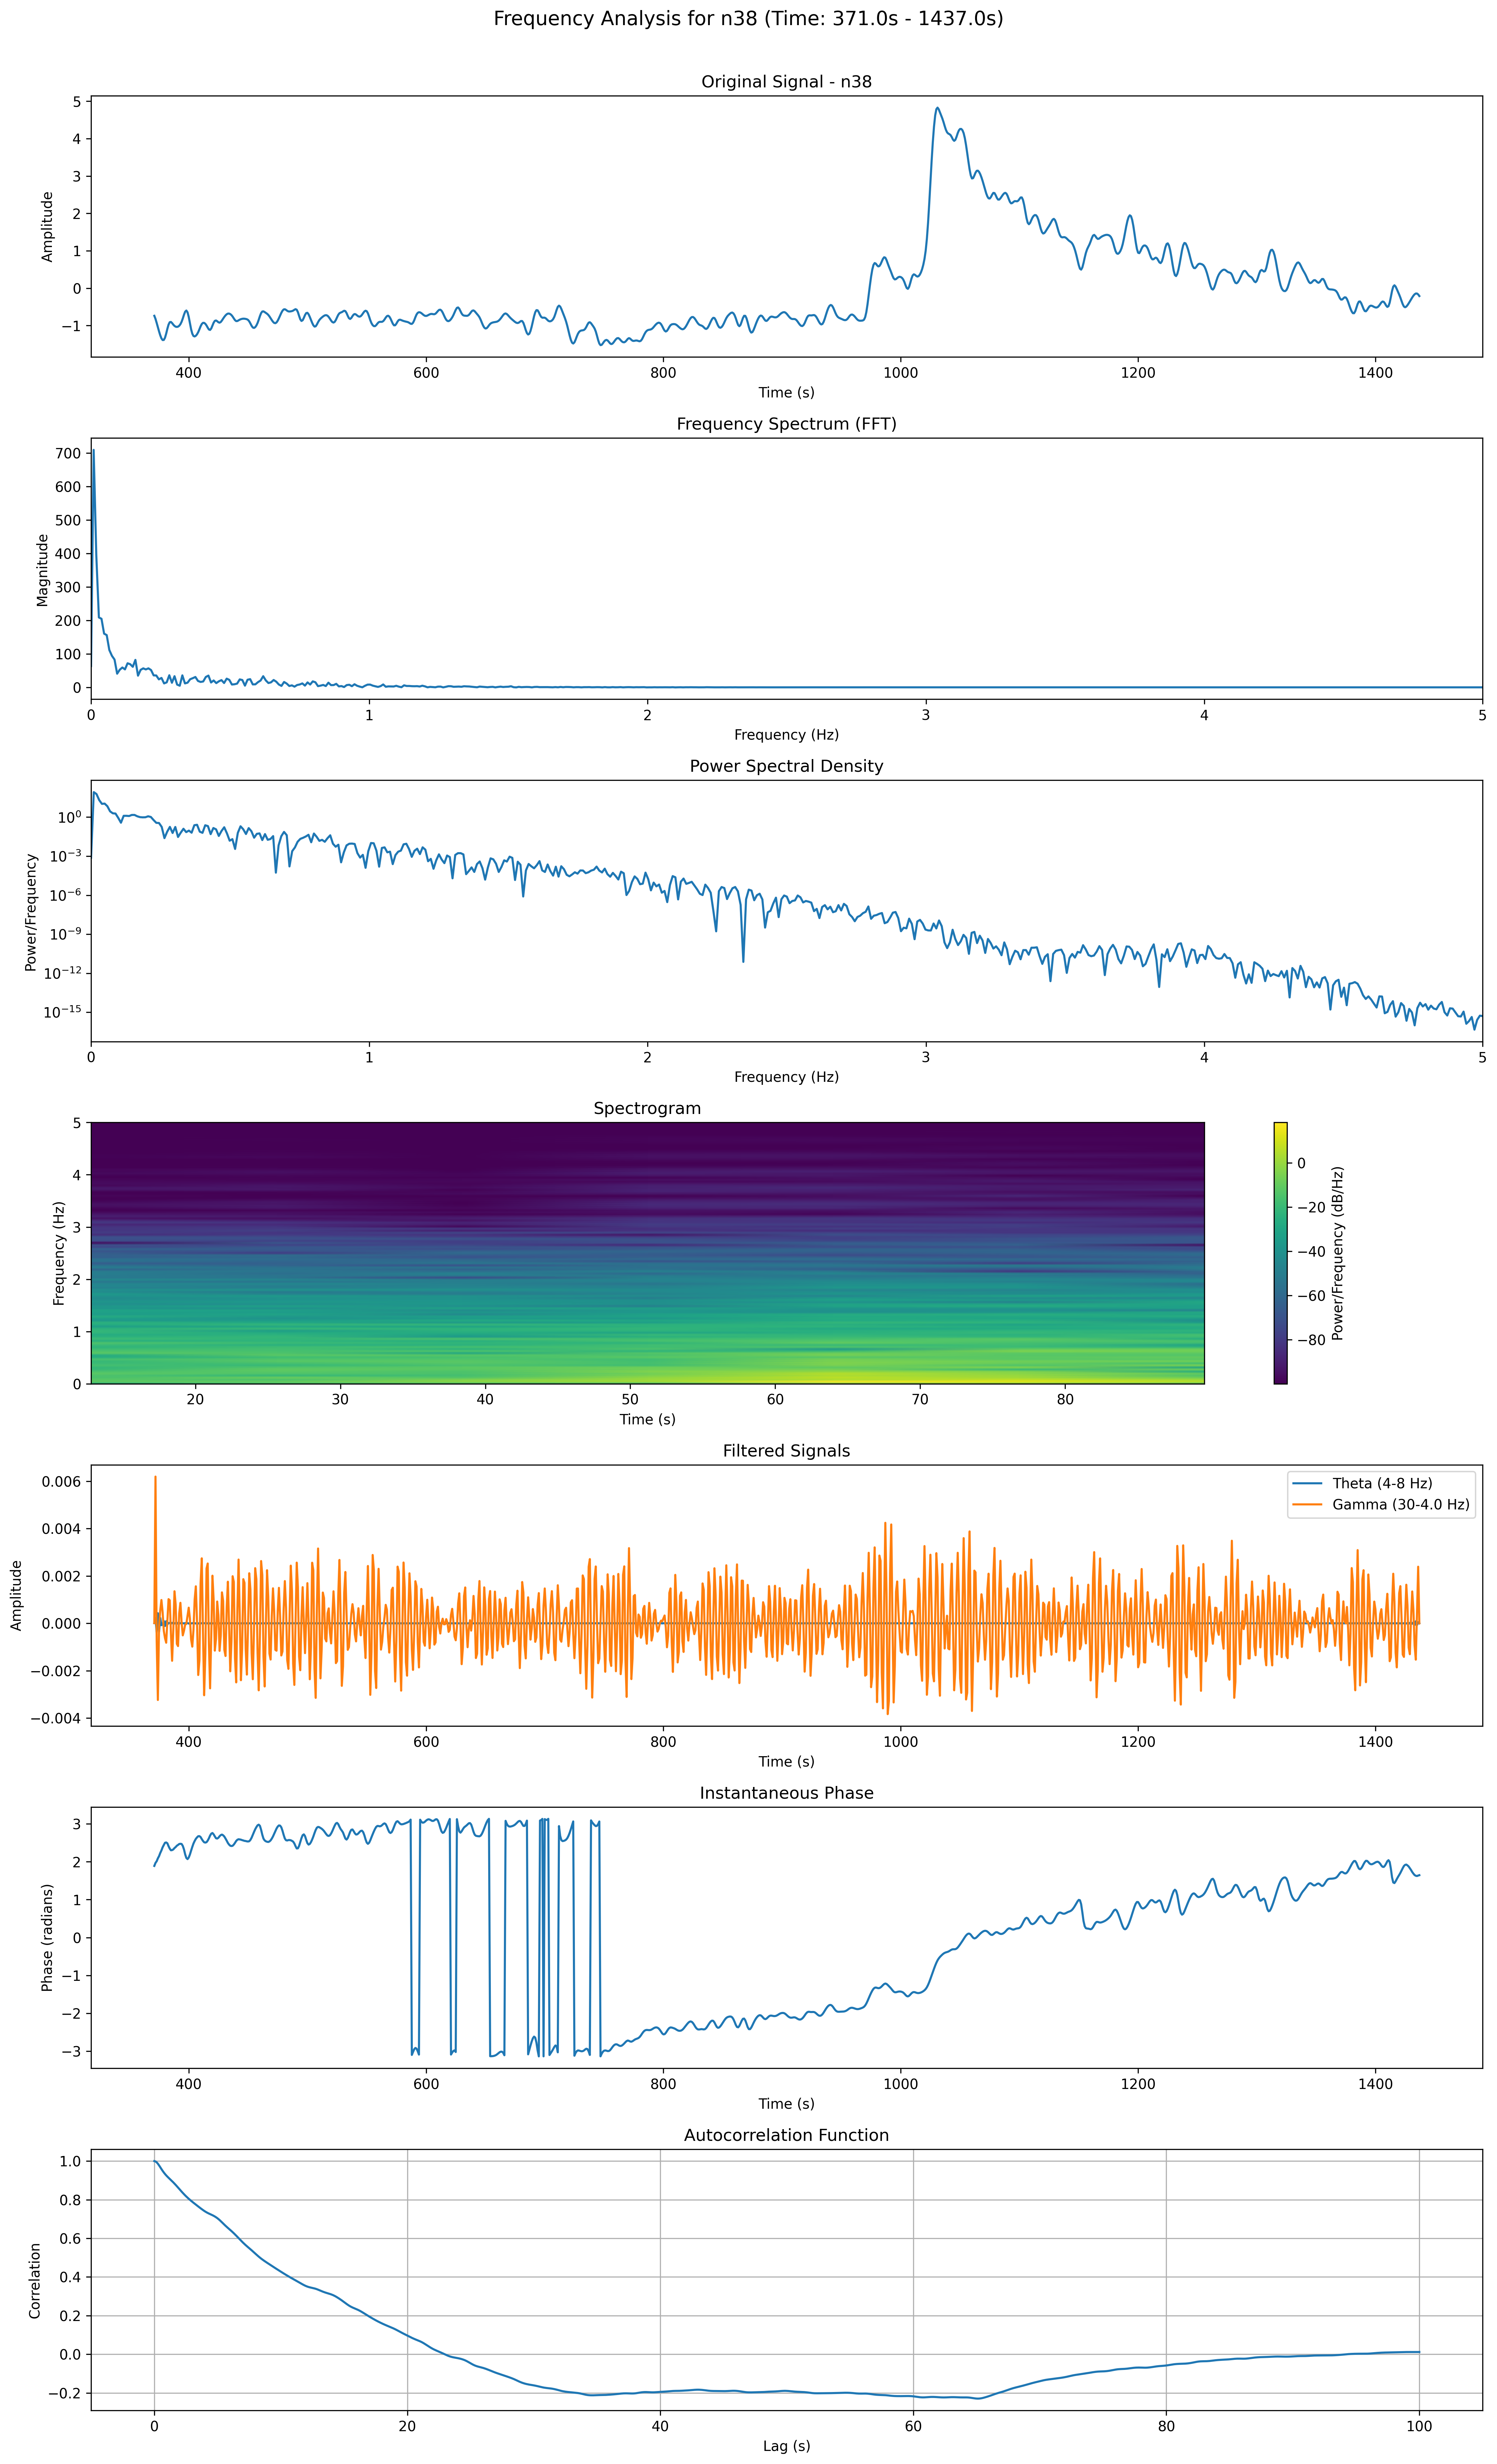 Frequency Analysis for n38 (Time: 371.0s - 1437.0s)
Original Signal - n38
Amplitude
5
4
3
2
1
0
−1
400 600 800 1000 1200 1400
Time (s)
Frequency Spectrum (FFT)
Magnitude
700
600
500
400
300
200
100
0
0 1 2 3 4 5
Frequency (Hz)
Power Spectral Density
Power/Frequency
10⁰
10⁻³
10⁻⁶
10⁻⁹
10⁻¹²
10⁻¹⁵
0 1 2 3 4 5
Frequency (Hz)
Spectrogram
Frequency (Hz)
5
4
3
2
1
0
20 30 40 50 60 70 80
Time (s)
0
−20
−40
−60
−80
Power/Frequency (dB/Hz)
Filtered Signals
Amplitude
0.006
0.004
0.002
0.000
−0.002
−0.004
Theta (4-8 Hz)
Gamma (30-4.0 Hz)
400 600 800 1000 1200 1400
Time (s)
Instantaneous Phase
Phase (radians)
3
2
1
0
−1
−2
−3
400 600 800 1000 1200 1400
Time (s)
Autocorrelation Function
Correlation
1.0
0.8
0.6
0.4
0.2
0.0
−0.2
0 20 40 60 80 100
Lag (s)